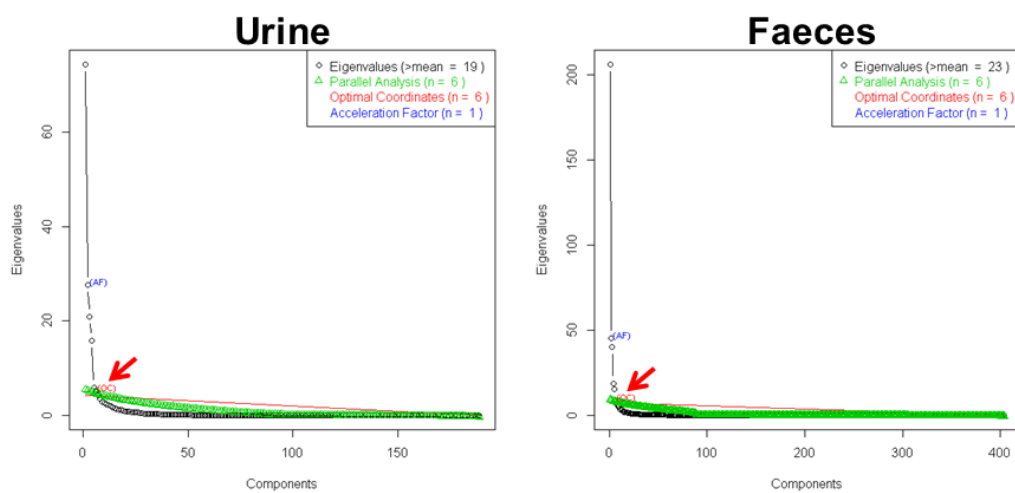 Urine
Eigenvalues (>mean = 19 )
Parallel Analysis (n = 6 )
Optimal Coordinates (n = 6 )
Acceleration Factor (n = 1 )
60
40
20
0
Eigenvalues
(AF)
(OC)
0
50
100
150
Components
Faeces
Eigenvalues (>mean = 23 )
Parallel Analysis (n = 6 )
Optimal Coordinates (n = 6 )
Acceleration Factor (n = 1 )
200
150
100
50
0
Eigenvalues
(AF)
(OC)
0
100
200
300
400
Components